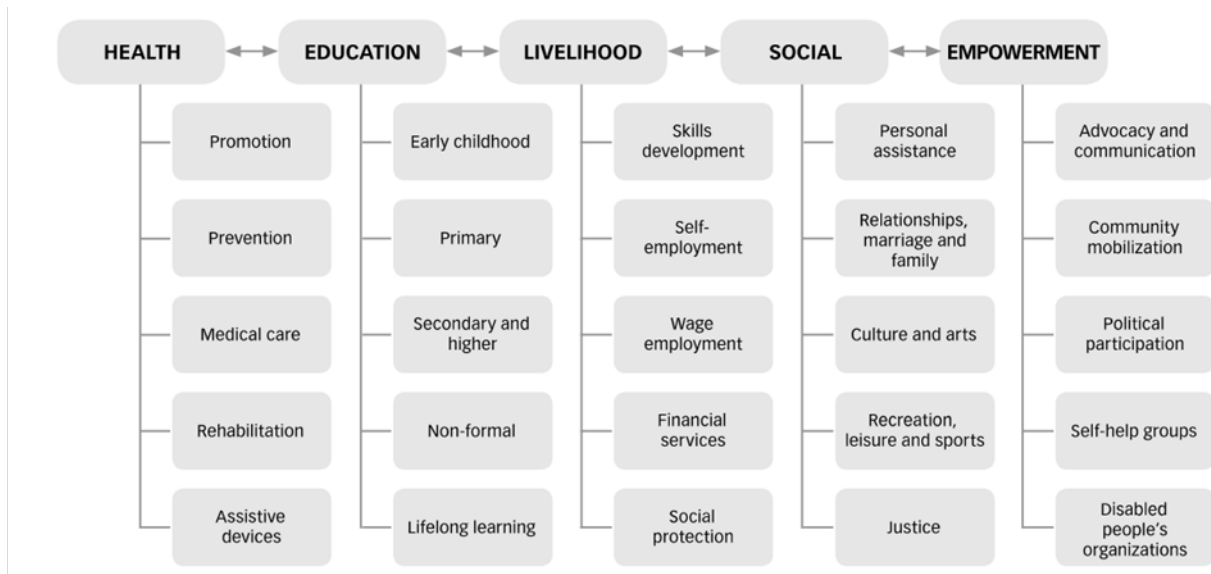 HEALTH
EDUCATION
LIVELIHOOD
SOCIAL
EMPOWERMENT
Promotion
Prevention
Medical care
Rehabilitation
Assistive
devices
Early childhood
Primary
Secondary and
higher
Non-formal
Lifelong learning
Skills
development
Self-
employment
Wage
employment
Financial
services
Social
protection
Personal
assistance
Relationships,
marriage and
family
Culture and arts
Recreation,
leisure and sports
Justice
Advocacy and
communication
Community
mobilization
Political
participation
Self-help groups
Disabled
people's
organizations